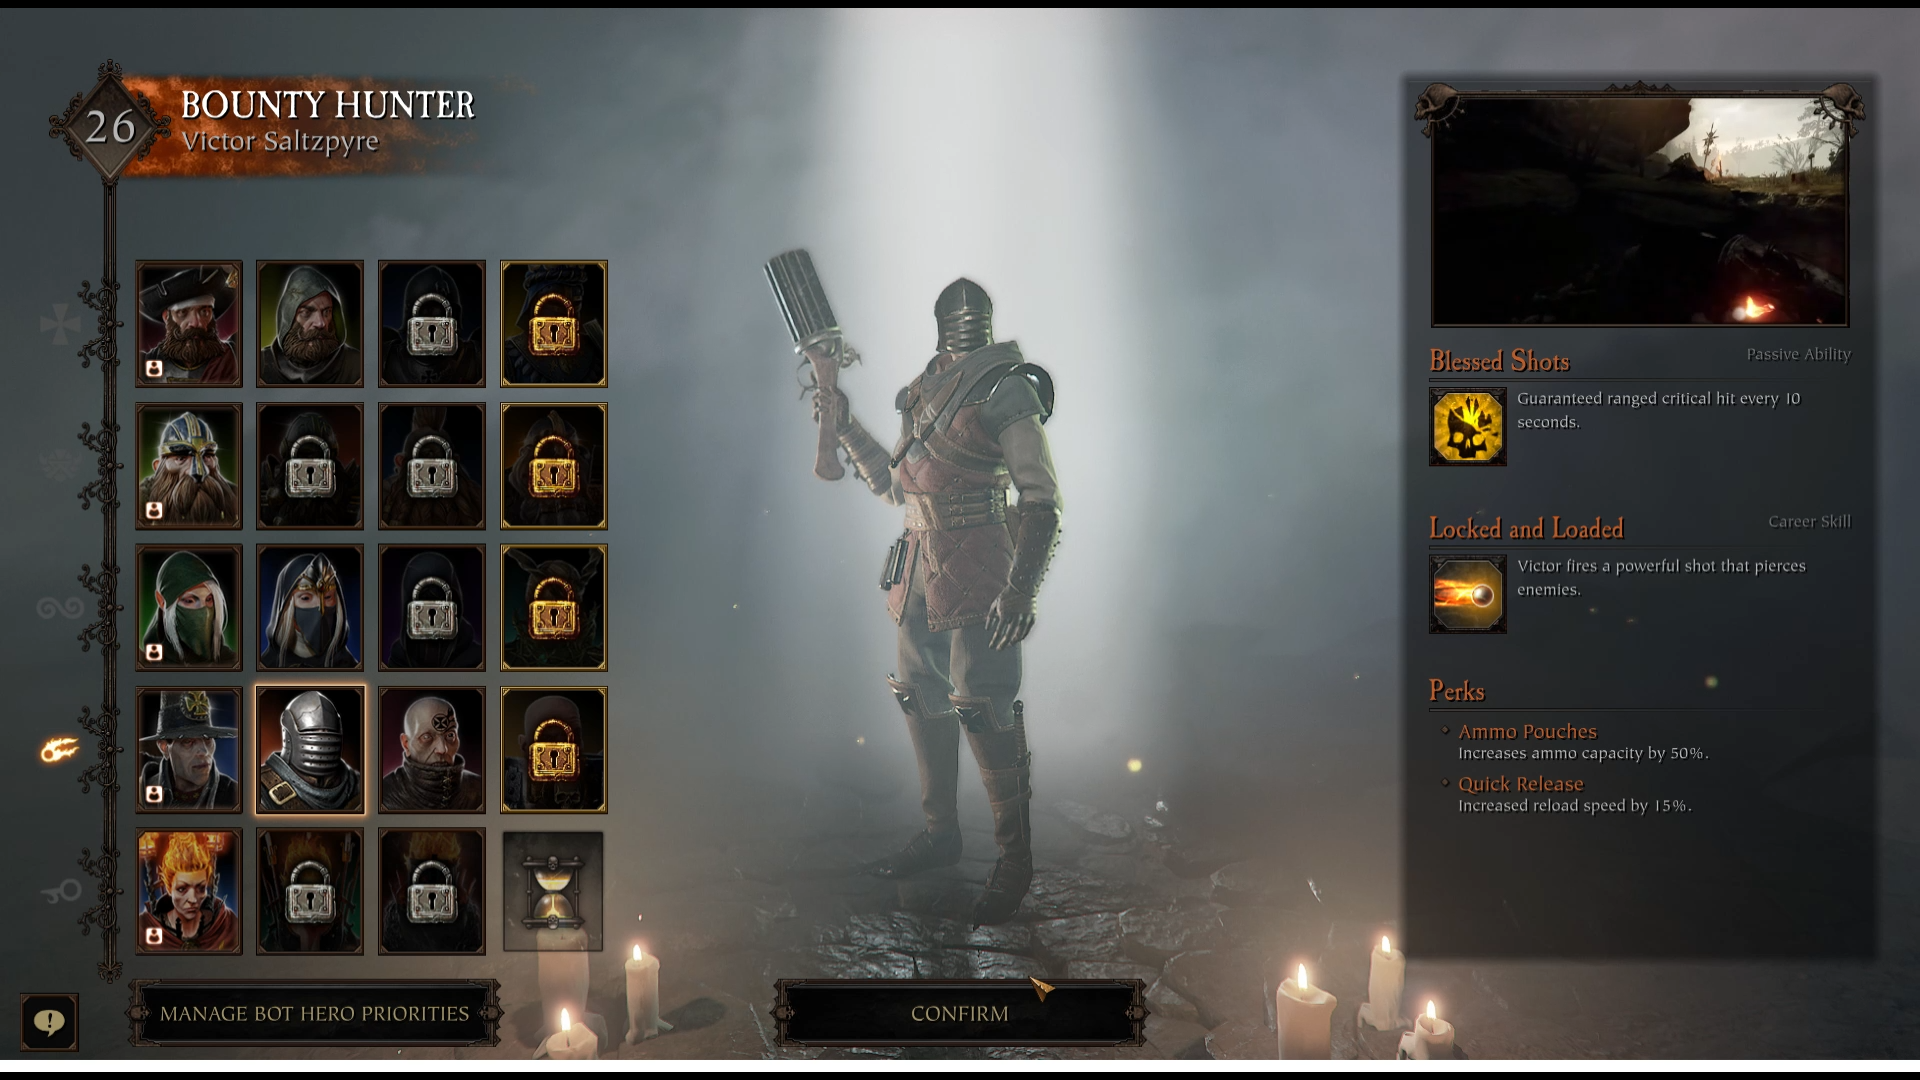 26
BOUNTY HUNTER
Victor Saltzpyre
Blessed Shots
Passive Ability
Guaranteed ranged critical hit every 10
seconds.
Locked and Loaded
Career Skill
Victor fires a powerful shot that pierces
enemies.
Perks
Ammo Pouches
Increases ammo capacity by 50%.
Quick Release
Increased reload speed by 15%.
MANAGE BOT HERO PRIORITIES
CONFIRM